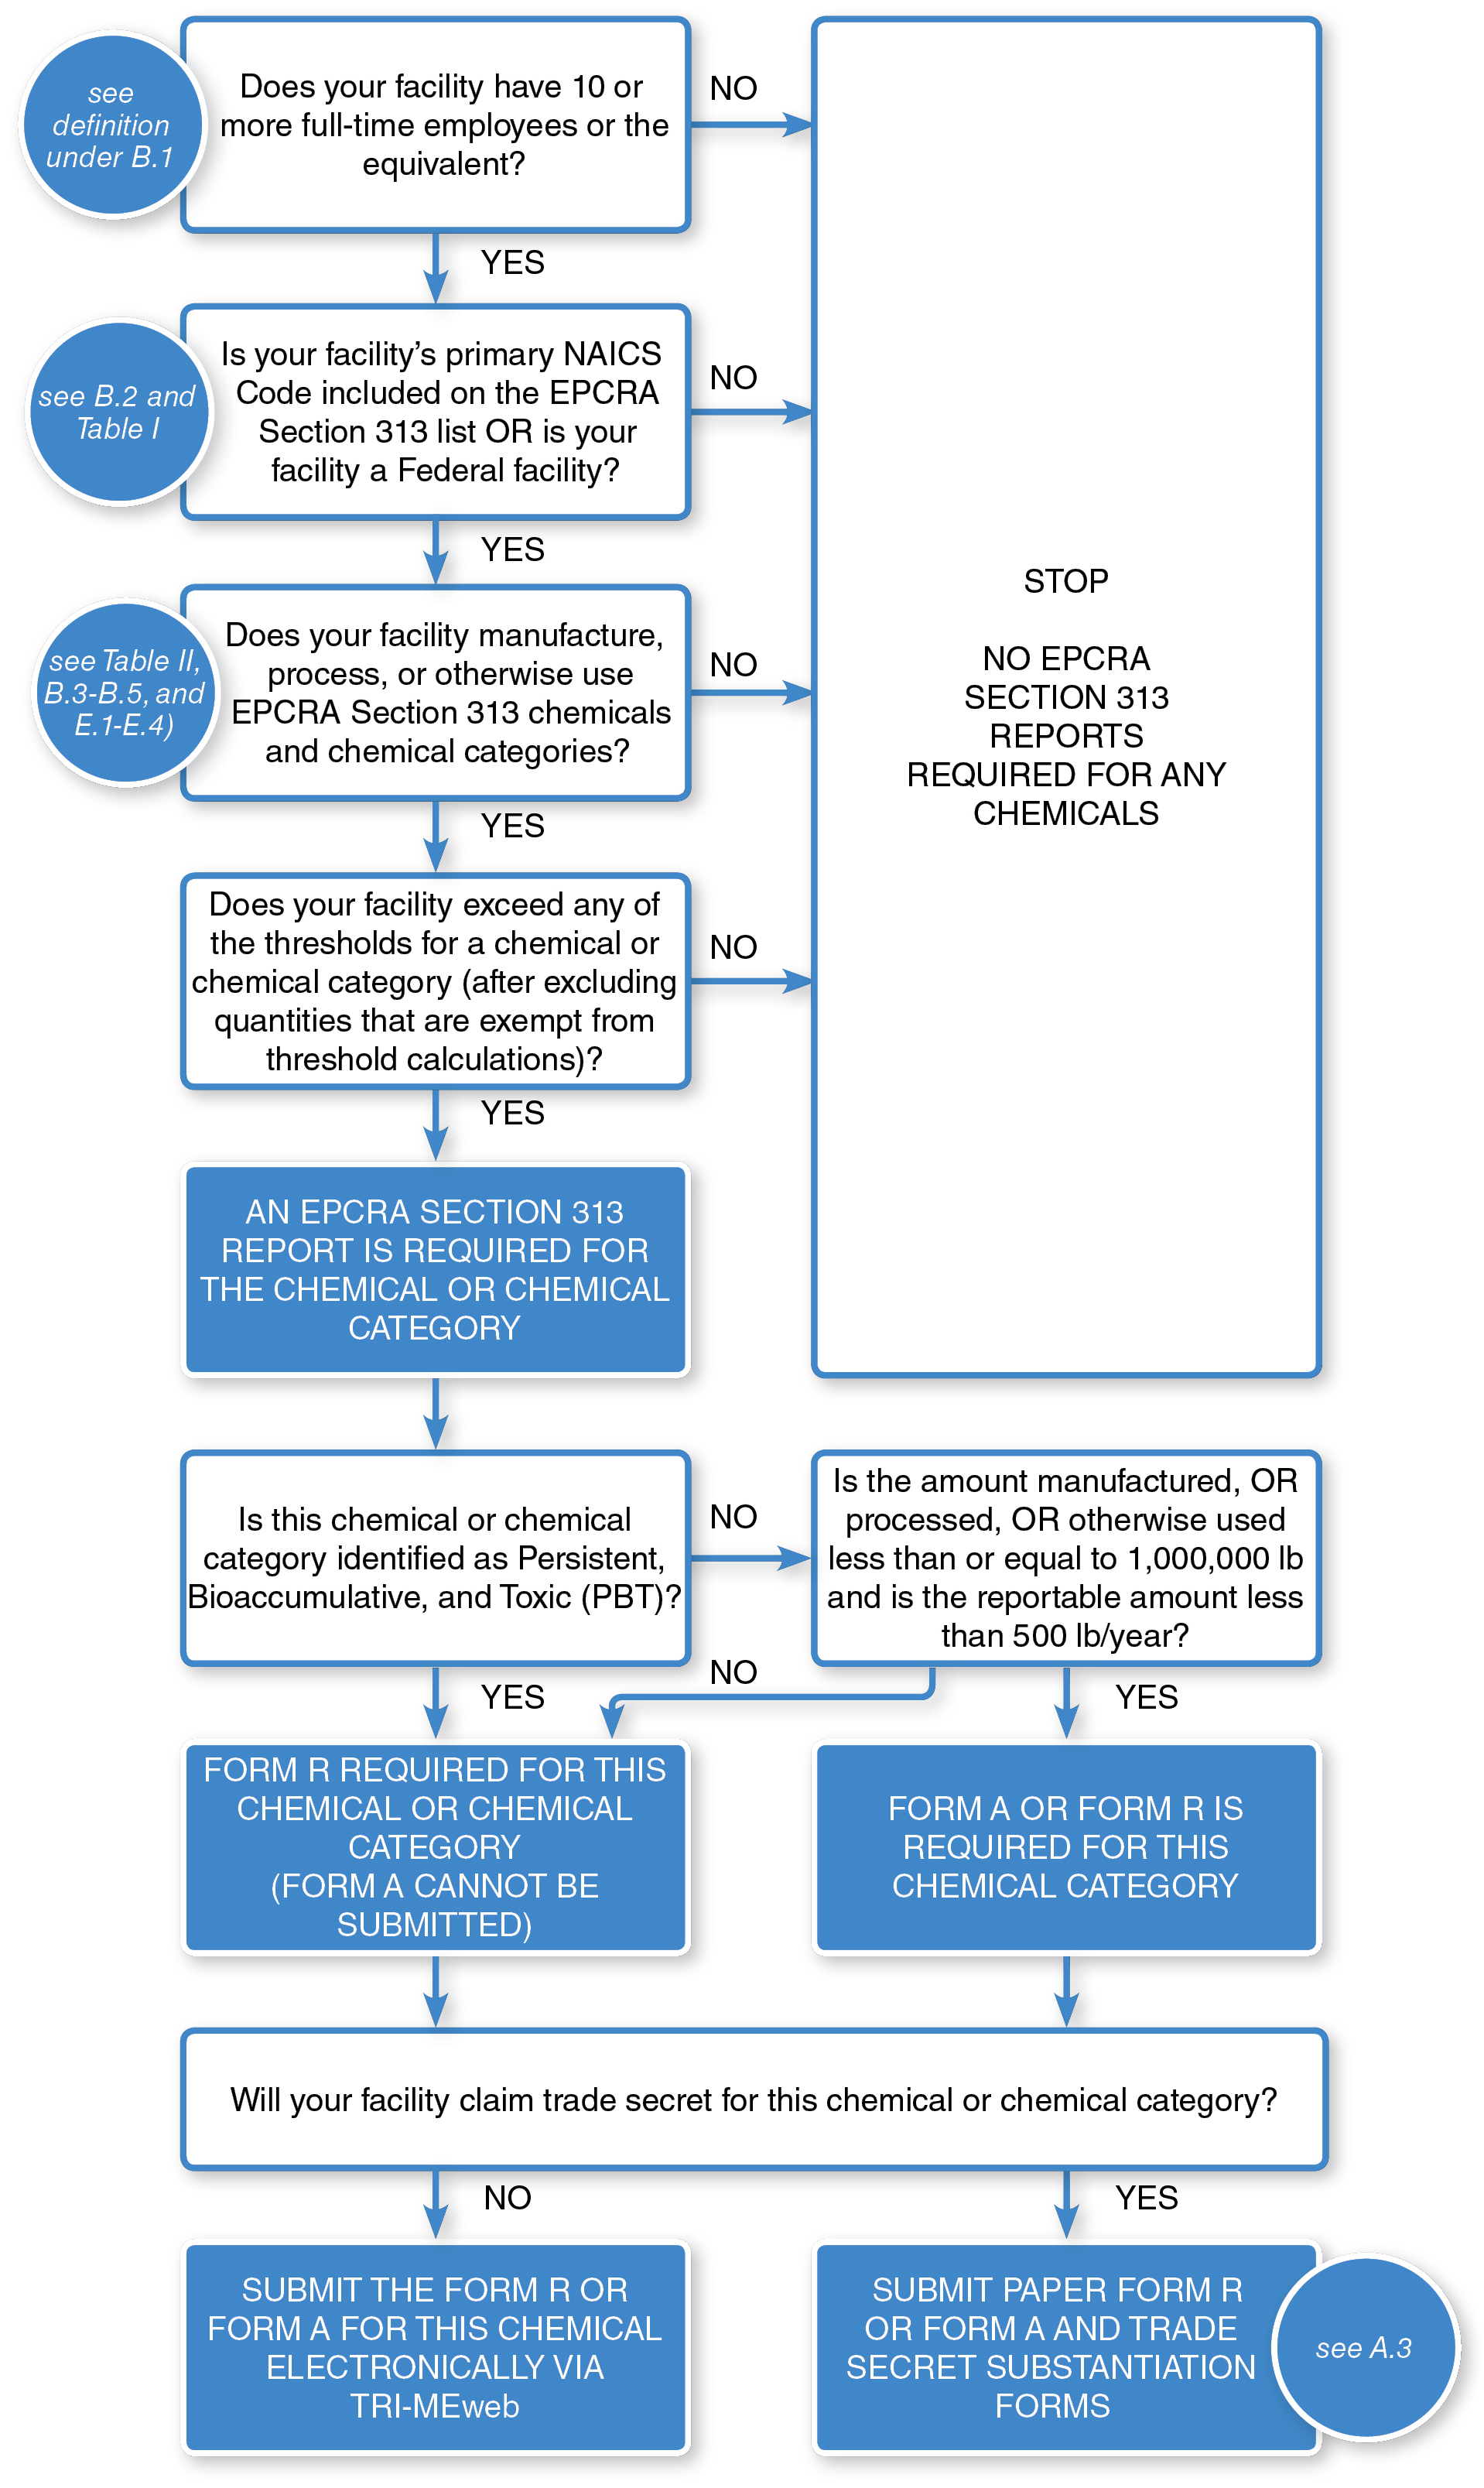 see
definition
under B.1
Does your facility have 10 or
more full-time employees or the
equivalent?
NO
YES
see B.2 and
Table I
Is your facility's primary NAICS
Code included on the EPCRA
Section 313 list OR is your
facility a Federal facility?
NO
YES
see Table II,
B.3-B.5, and
E.1-E.4)
Does your facility manufacture,
process, or otherwise use
EPCRA Section 313 chemicals
and chemical categories?
NO
YES
Does your facility exceed any of
the thresholds for a chemical or
chemical category (after excluding
quantities that are exempt from
threshold calculations)?
NO
YES
STOP
NO EPCRA
SECTION 313
REPORTS
REQUIRED FOR ANY
CHEMICALS
AN EPCRA SECTION 313
REPORT IS REQUIRED FOR
THE CHEMICAL OR CHEMICAL
CATEGORY
Is this chemical or chemical
category identified as Persistent,
Bioaccumulative, and Toxic (PBT)?
NO
YES
Is the amount manufactured, OR
processed, OR otherwise used
less than or equal to 1,000,000 lb
and is the reportable amount less
than 500 lb/year?
NO
YES
FORM R REQUIRED FOR THIS
CHEMICAL OR CHEMICAL
CATEGORY
(FORM A CANNOT BE
SUBMITTED)
FORM A OR FORM R IS
REQUIRED FOR THIS
CHEMICAL CATEGORY
Will your facility claim trade secret for this chemical or chemical category?
NO
YES
SUBMIT THE FORM R OR
FORM A FOR THIS CHEMICAL
ELECTRONICALLY VIA
TRI-MEweb
SUBMIT PAPER FORM R
OR FORM A AND TRADE
SECRET SUBSTANTIATION
FORMS
see A.3